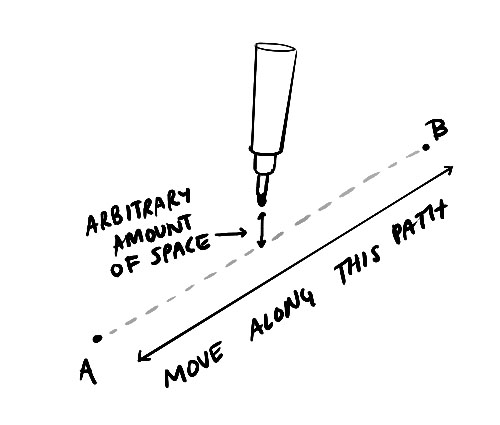 B
ARBITRARY
AMOUNT
OF SPACE
MOVE ALONG THIS PATH
A